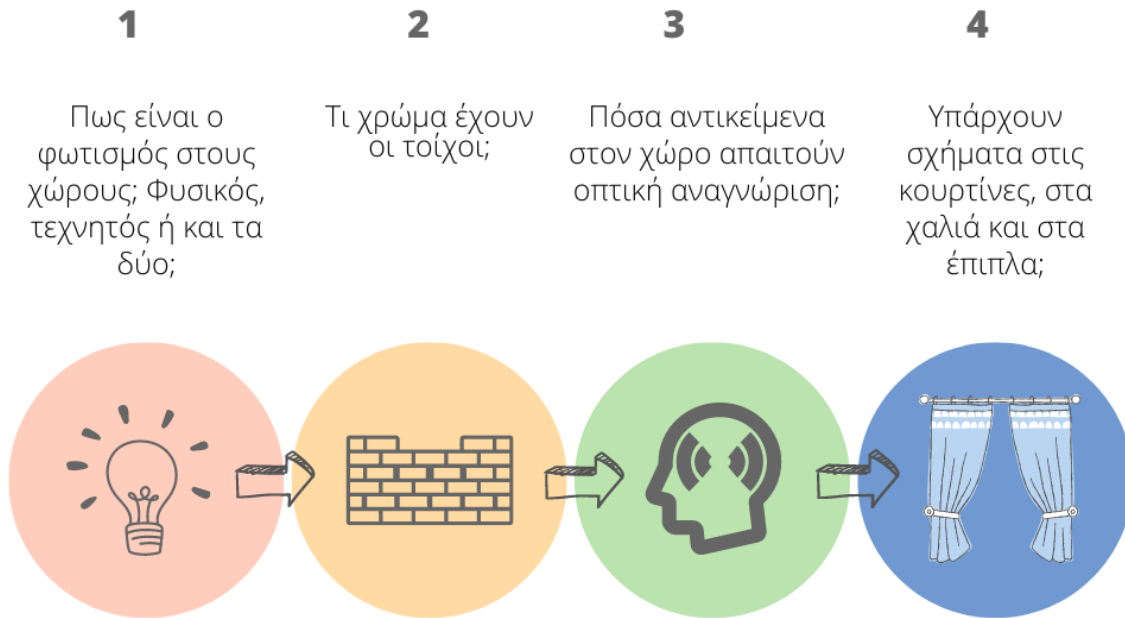 1
Πως είναι ο
φωτισμός στους
χώρους; Φυσικός,
τεχνητός ή και τα
δύο;
2
Τι χρώμα έχουν
οι τοίχοι;
3
Πόσα αντικείμενα
στον χώρο απαιτούν
οπτική αναγνώριση;
4
Υπάρχουν
σχήματα στις
κουρτίνες, στα
χαλιά και στα
έπιπλα;